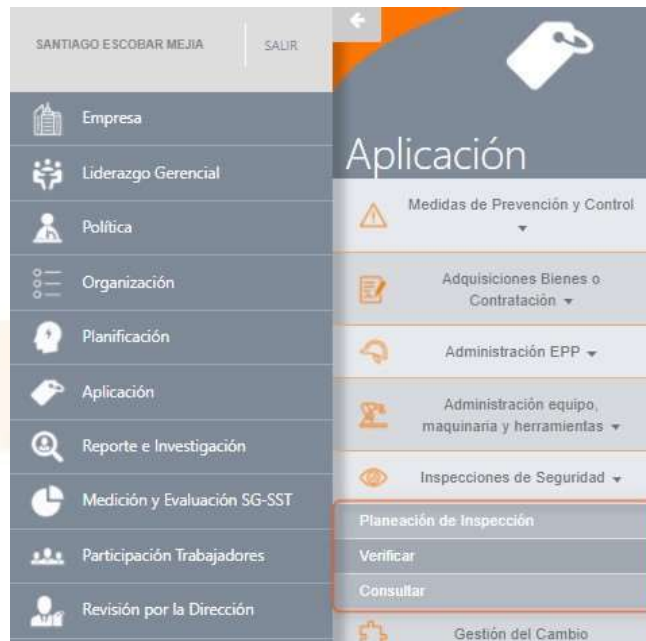 SANTIAGO ESCOBAR MEJIA
SALIR
Empresa
Liderazgo Gerencial
Política
Organización
Planificación
Aplicación
Reporte e Investigación
Medición y Evaluación SG-SST
Participación Trabajadores
Revisión por la Dirección
Aplicación
Medidas de Prevención y Control
Adquisiciones Bienes o
Contratación
Administración EPP
Administración equipo,
maquinaria y herramientas
Inspecciones de Seguridad
Planeación de Inspección
Verificar
Consultar
Gestión del Cambio